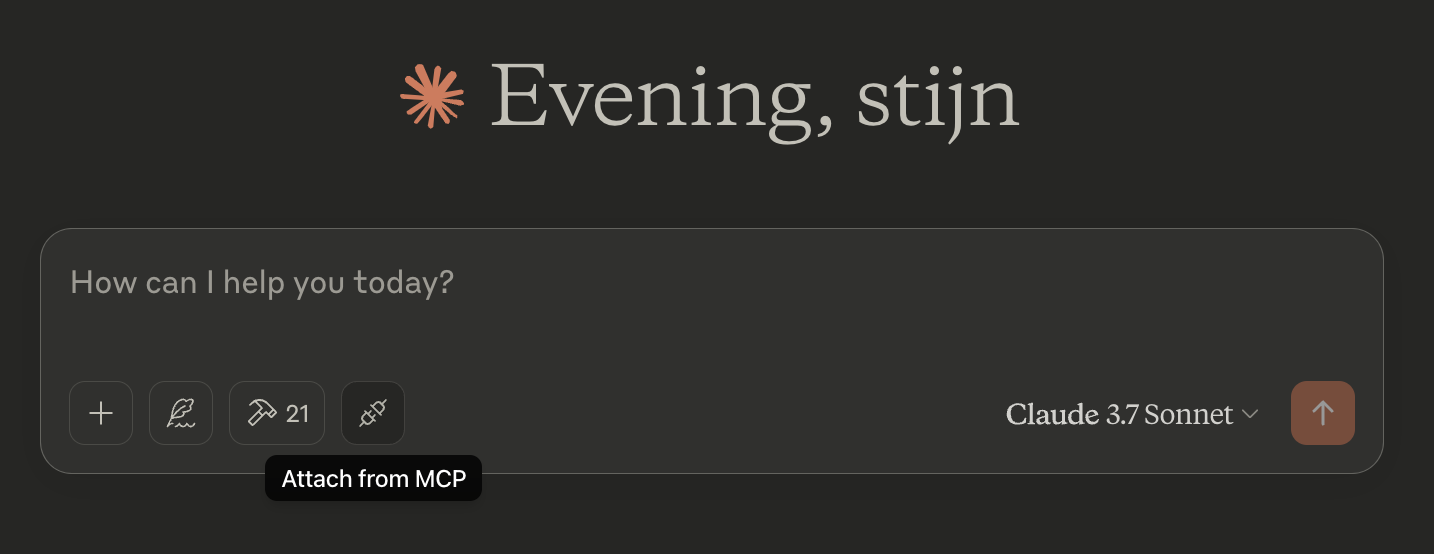 Evening, stijn
How can I help you today?
21
Claude 3.7 Sonnet
Attach from MCP